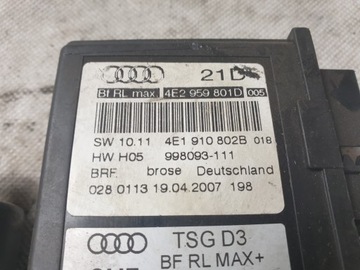 21D
Bf RL max. 4E2 959 801D 005
SW 10.11 4E1 910 802B 018
HW H05 998093-111
BRF. brose Deutschland
028 0113 19.04.2007 198
TSG D3
BF RL MAX+